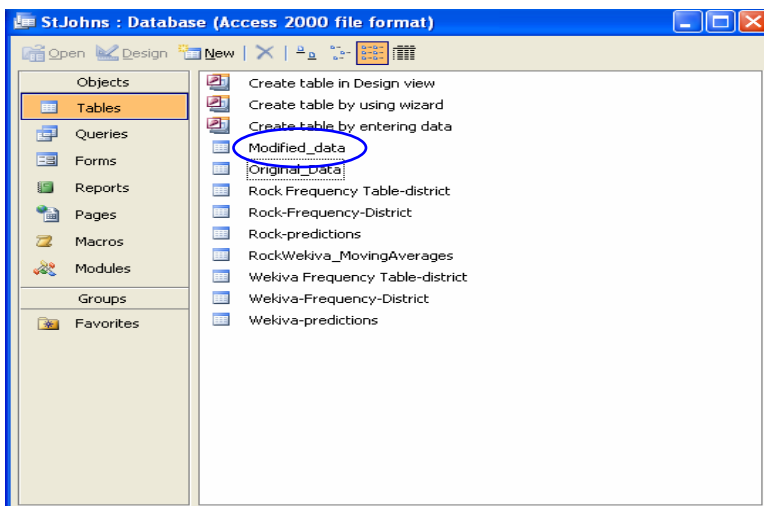 StJohns : Database (Access 2000 file format)
Open Design New
Objects
Tables
Queries
Forms
Reports
Pages
Macros
Modules
Groups
Favorites
Create table in Design view
Create table by using wizard
Create table by entering data
Modified_data
Original_Data
Rock Frequency Table-district
Rock-Frequency-District
Rock-predictions
RockWekiva_MovingAverages
Wekiva Frequency Table-district
Wekiva-Frequency-District
Wekiva-predictions